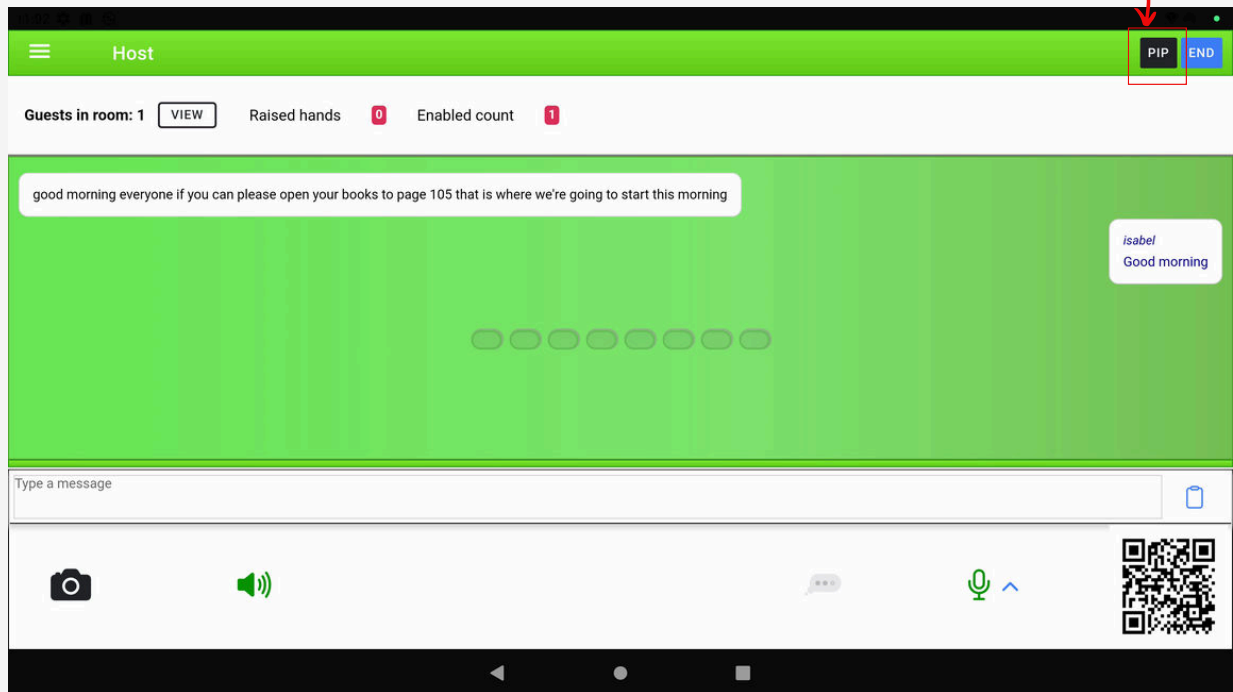 Host
PIP
END
Guests in room: 1 VIEW Raised hands 0 Enabled count 1
good morning everyone if you can please open your books to page 105 that is where we're going to start this morning
isabel
Good morning
Type a message